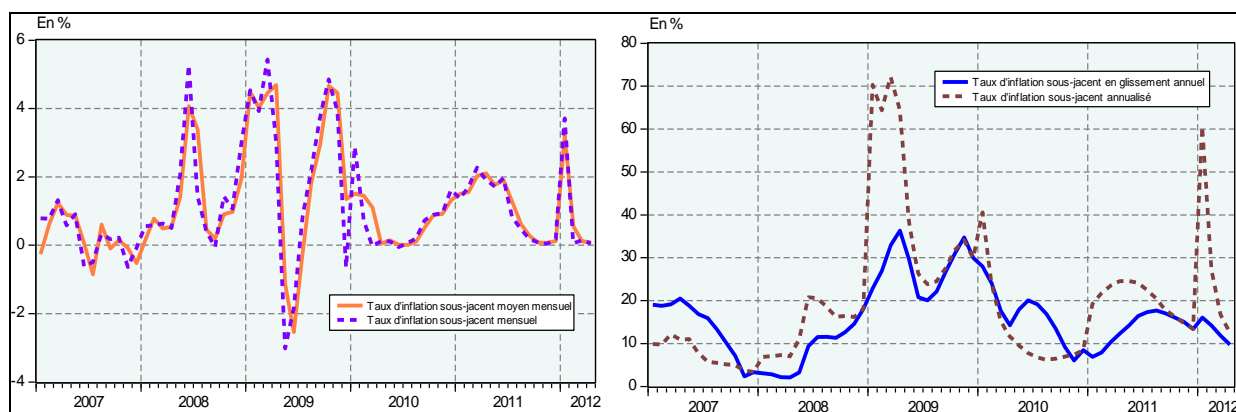 En %
6
4
2
0
-2
-4
2007 2008 2009 2010 2011 2012
Taux d'inflation sous-jacent moyen mensuel
Taux d'inflation sous-jacent mensuel
En %
80
70
60
50
40
30
20
10
0
2007 2008 2009 2010 2011 2012
Taux d'inflation sous-jacent en glissement annuel
Taux d'inflation sous-jacent annualisé